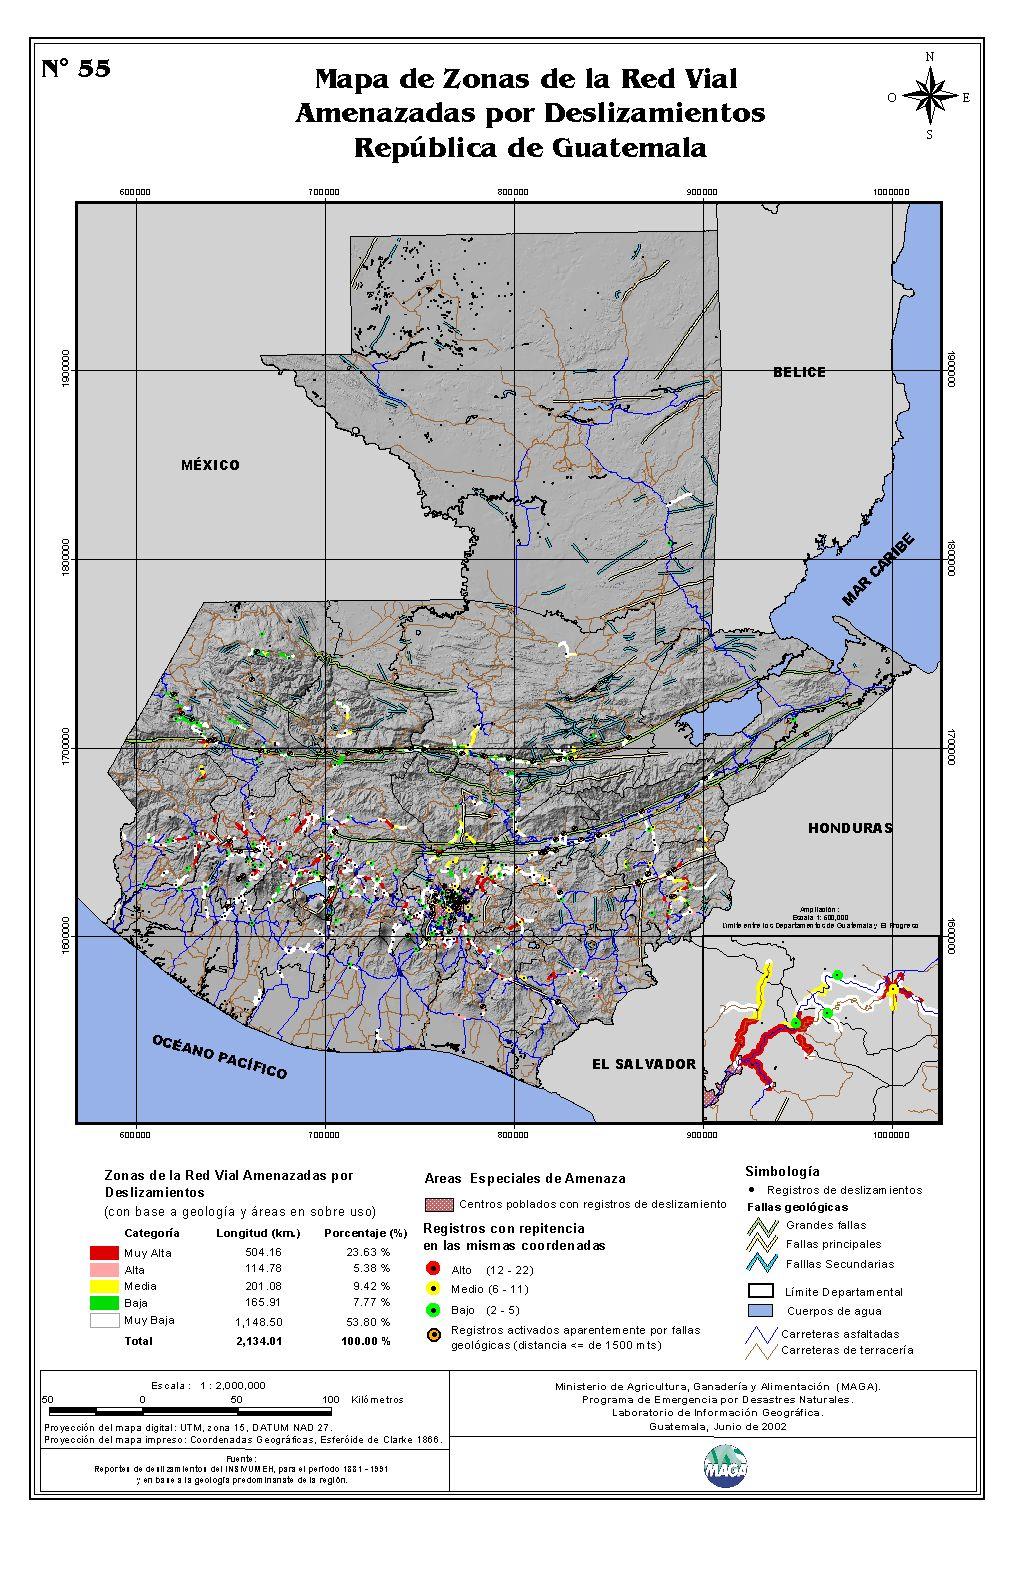 N° 55
Mapa de Zonas de la Red Vial
Amenazadas por Deslizamientos
República de Guatemala
N
O
E
S
600000
700000
800000
900000
1000000
1900000
1900000
1800000
1800000
1700000
1700000
1600000
1600000
BELICE
MÉXICO
MAR CARIBE
HONDURAS
Ampliación :
Escala 1: 600,000
Límite entre los Departamentos de Guatemala y El Progreso
OCÉANO PACÍFICO
EL SALVADOR
600000
700000
800000
900000
1000000
Zonas de la Red Vial Amenazadas por
Deslizamientos
(con base a geología y áreas en sobre uso)
Categoría Longitud (km.) Porcentaje (%)
Muy Alta 504.16 23.63 %
Alta 114.78 5.38 %
Media 201.08 9.42 %
Baja 165.91 7.77 %
Muy Baja 1,148.50 53.80 %
Total 2,134.01 100.00 %
Areas Especiales de Amenaza
Centros poblados con registros de deslizamiento
Registros con repitencia
en las mismas coordenadas
Alto (12 - 22)
Medio (6 - 11)
Bajo (2 - 5)
Registros activados aparentemente por fallas
geológicas (distancia <= de 1500 mts)
Simbología
Registros de deslizamientos
Fallas geológicas
Grandes fallas
Fallas principales
Falllas Secundarias
Límite Departamental
Cuerpos de agua
Carreteras asfaltadas
Carreteras de terracería
Escala : 1 : 2,000,000
50 0 50 100 Kilómetros
Proyección del mapa digital: UTM, zona 15, DATUM NAD 27.
Proyección del mapa impreso: Coordenadas Geográficas, Esferóide de Clarke 1866.
Fuente:
Reportes de deslizamientos del INSIVUMEH, para el período 1881 - 1991
y en base a la geología predominanste de la región.
Ministerio de Agricultura, Ganadería y Alimentación (MAGA).
Programa de Emergencia por Desastres Naturales.
Laboratorio de Información Geográfica.
Guatemala, Junio de 2002
MAGA